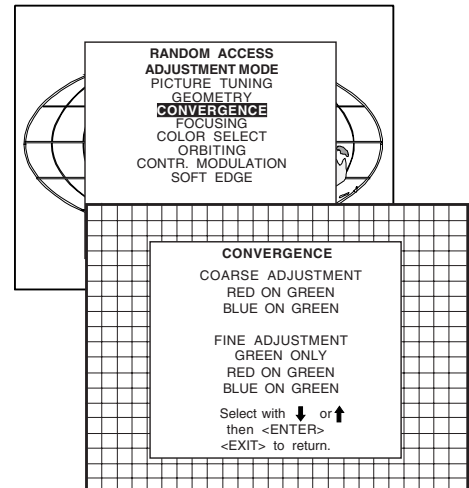 RANDOM ACCESS
ADJUSTMENT MODE
PICTURE TUNING
GEOMETRY
CONVERGENCE
FOCUSING
COLOR SELECT
ORBITING
CONTR. MODULATION
SOFT EDGE
CONVERGENCE
COARSE ADJUSTMENT
RED ON GREEN
BLUE ON GREEN
FINE ADJUSTMENT
GREEN ONLY
RED ON GREEN
BLUE ON GREEN
Select with ⬇ or ⬆
then <ENTER>
<EXIT> to return.